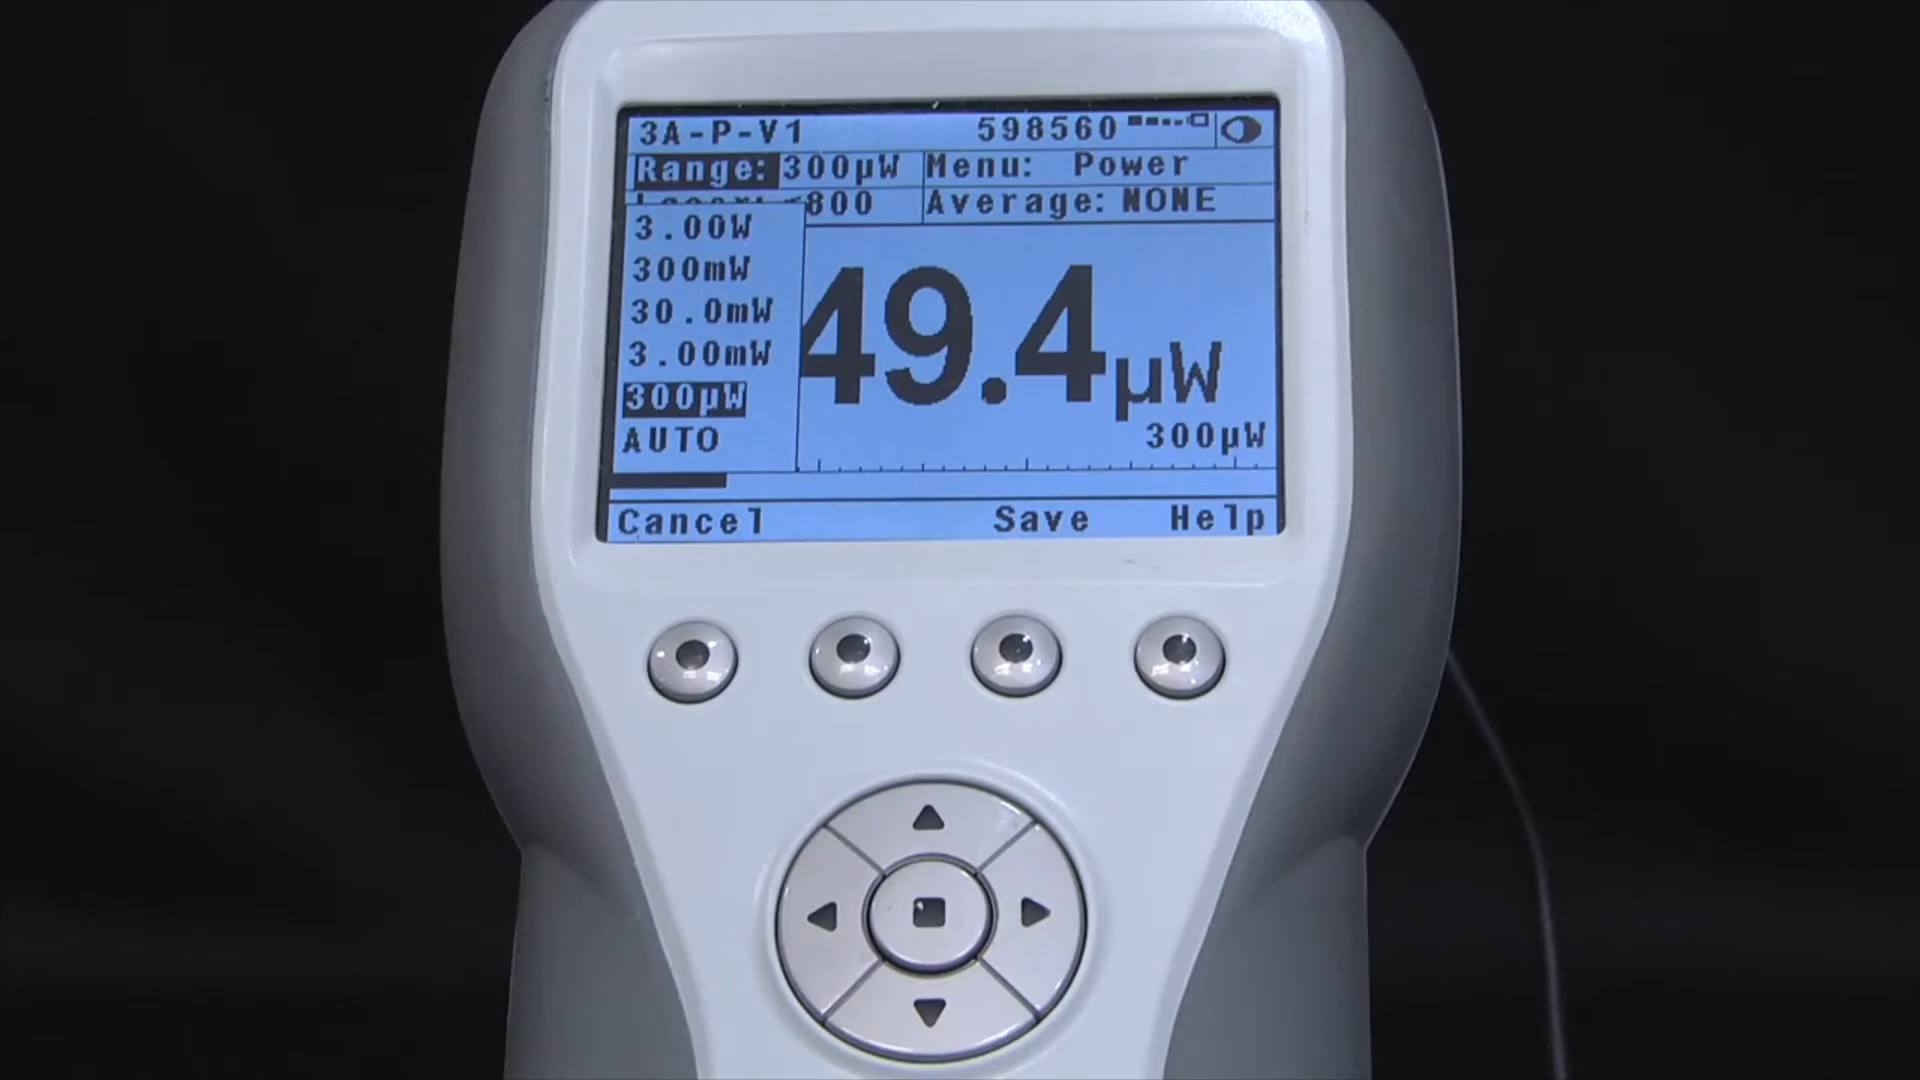 3A-P-V1 598560
Range: 300µW Menu: Power
<800 Average: NONE
3.00W
300mW
30.0mW
3.00mW
300µW
AUTO
49.4µW
300µW
Cancel Save Help